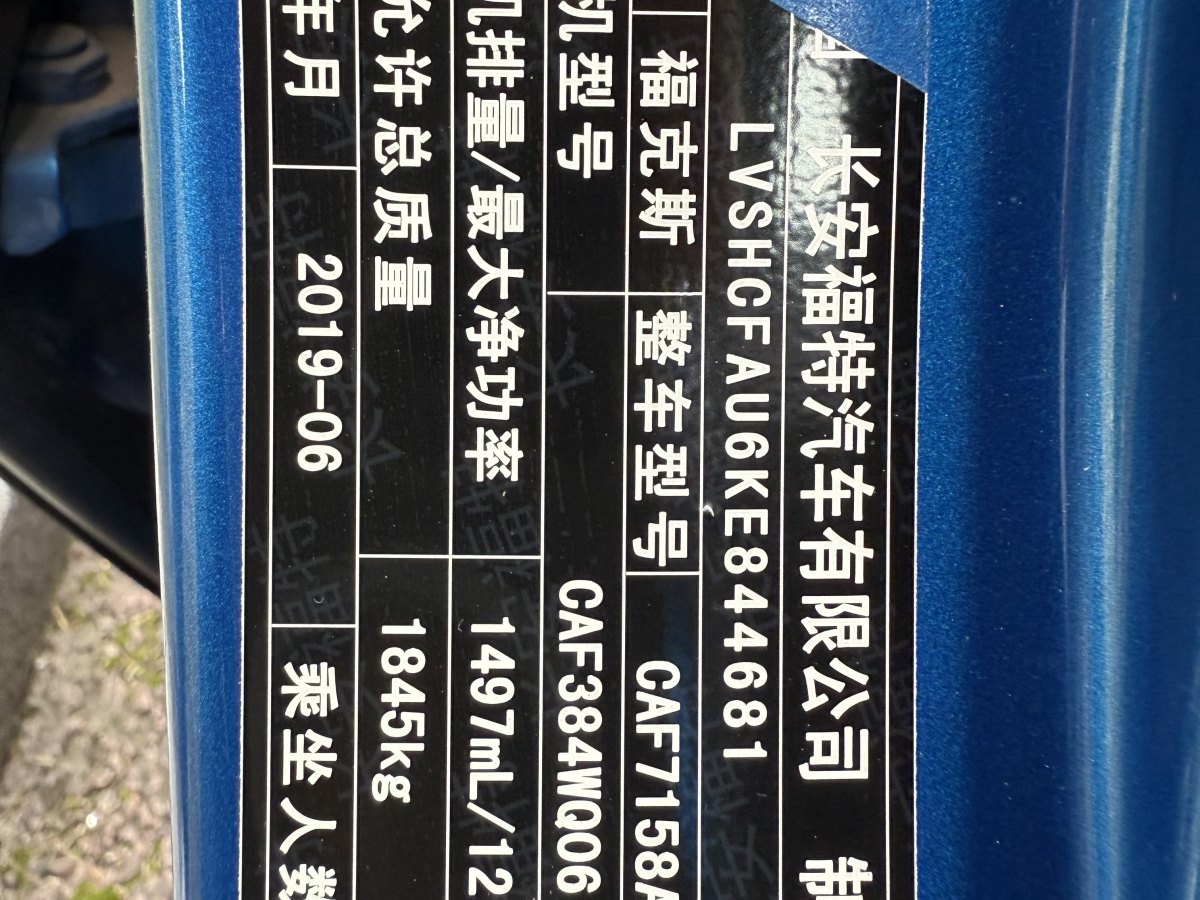 长安福特汽车有限公司 制
LVSHCFAU6KE844681
福克斯 整车型号 CAF7158A
机型号 CAF384WQ06
机排量/最大净功率 1497mL/12
允许总质量 1845kg
年月 2019-06 乘坐人数